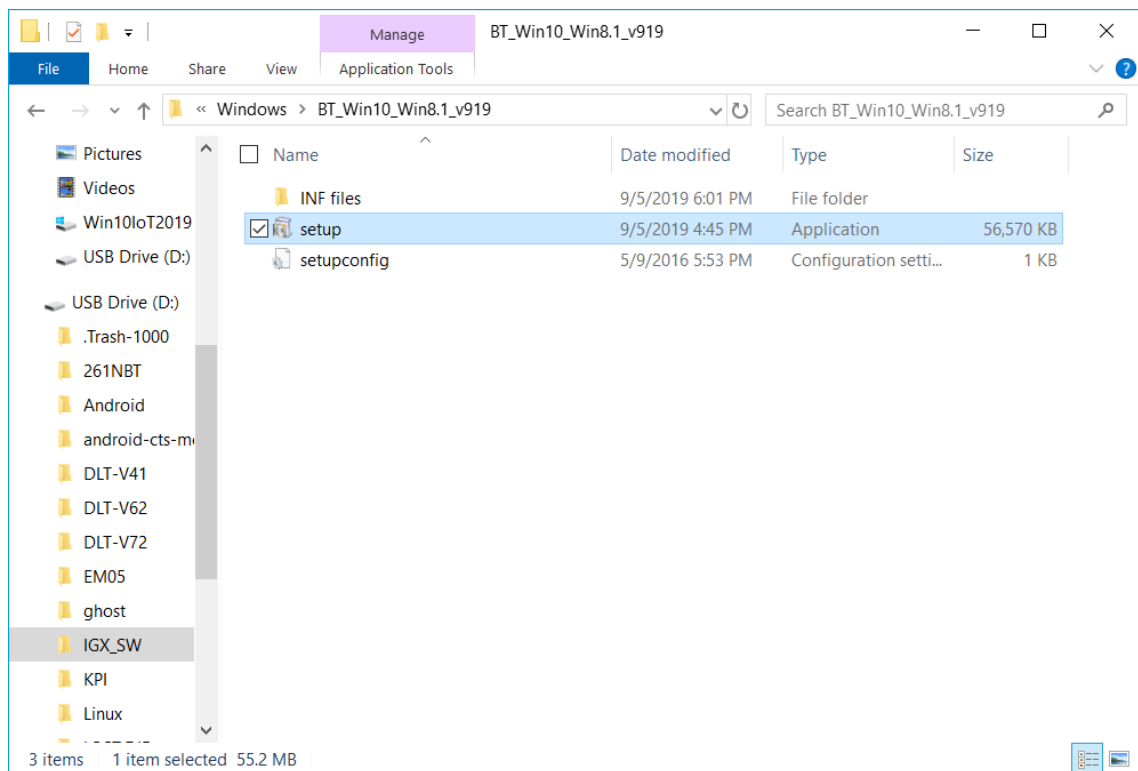 Manage
BT_Win10_Win8.1_v919
File Home Share View Application Tools
« Windows > BT_Win10_Win8.1_v919
Search BT_Win10_Win8.1_v919
Pictures
Videos
Win10IoT2019
USB Drive (D:)
USB Drive (D:)
.Trash-1000
261NBT
Android
android-cts-m
DLT-V41
DLT-V62
DLT-V72
EM05
ghost
IGX_SW
KPI
Linux
Name Date modified Type Size
INF files 9/5/2019 6:01 PM File folder
setup 9/5/2019 4:45 PM Application 56,570 KB
setupconfig 5/9/2016 5:53 PM Configuration setti... 1 KB
3 items 1 item selected 55.2 MB